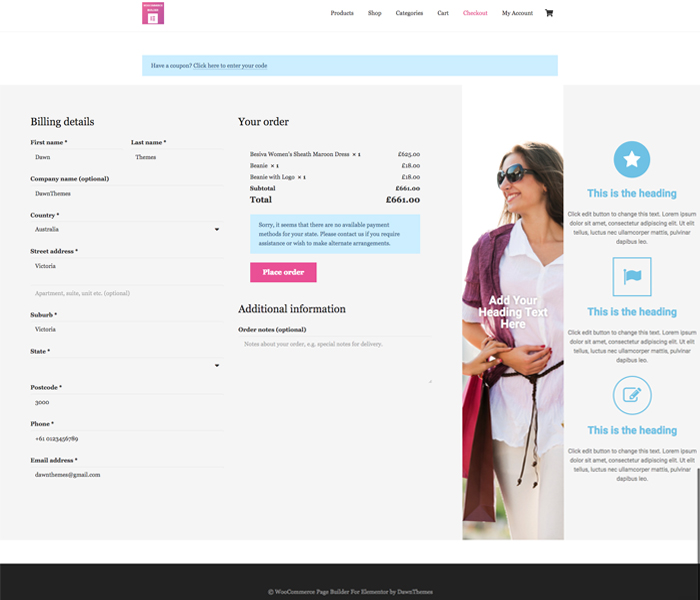 Products Shop Categories Cart Checkout My Account
Have a coupon? Click here to enter your code
Billing details
First name * Last name *
Dawn Themes
Company name (optional)
DawnThemes
Country *
Australia
Street address *
Victoria
Apartment, suite, unit etc. (optional)
Suburb *
Victoria
State *
Postcode *
3000
Phone *
+61 0123456789
Email address *
dawnthemes@gmail.com
Your order
Besiva Women's Sheath Maroon Dress × 1 £625.00
Beanie × 1 £18.00
Beanie with Logo × 1 £18.00
Subtotal £661.00
Total £661.00
Sorry, it seems that there are no available payment
methods for your state. Please contact us if you require
assistance or wish to make alternate arrangements.
Place order
Additional information
Order notes (optional)
Notes about your order, e.g. special notes for delivery.
Add Your
Heading Text
Here
This is the heading
Click edit button to change this text. Lorem ipsum
dolor sit amet, consectetur adipiscing elit. Ut elit
tellus, luctus nec ullamcorper mattis, pulvinar
dapibus leo.
This is the heading
Click edit button to change this text. Lorem ipsum
dolor sit amet, consectetur adipiscing elit. Ut elit
tellus, luctus nec ullamcorper mattis, pulvinar
dapibus leo.
This is the heading
Click edit button to change this text. Lorem ipsum
dolor sit amet, consectetur adipiscing elit. Ut elit
tellus, luctus nec ullamcorper mattis, pulvinar
dapibus leo.
© WooCommerce Page Builder For Elementor by DawnThemes